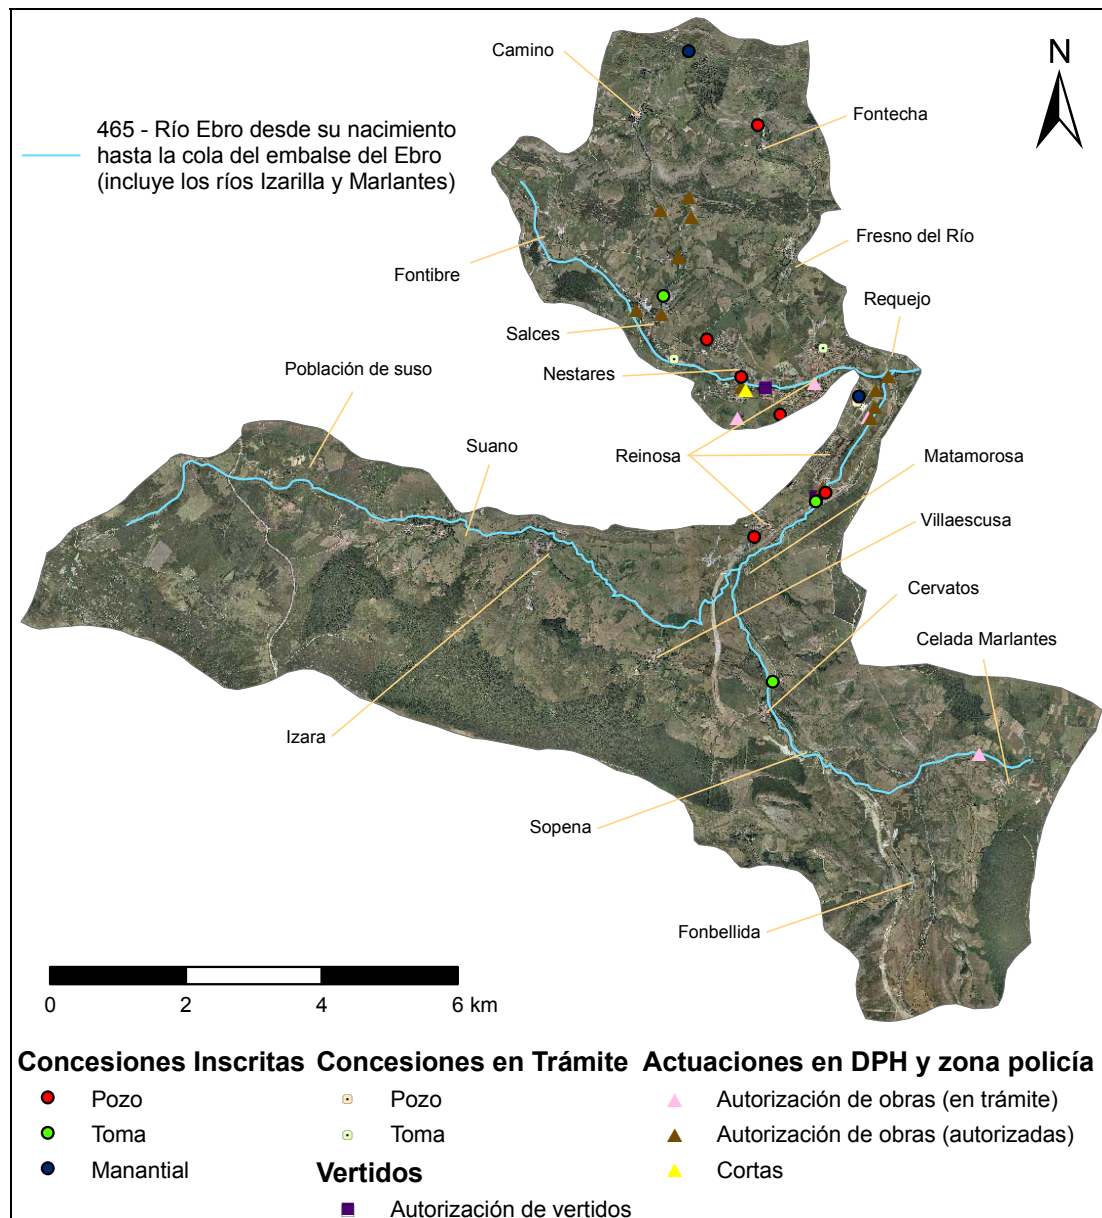 Camino
N
465 - Río Ebro desde su nacimiento
hasta la cola del embalse del Ebro
(incluye los ríos Izarilla y Marlantes)
Fontecha
Fresno del Río
Fontibre
Requejo
Salces
Nestares
Población de suso
Suano
Reinosa
Matamorosa
Villaescusa
Cervatos
Celada Marlantes
Izara
Sopena
Fonbellida
0 2 4 6 km
Concesiones Inscritas
Pozo
Toma
Manantial
Concesiones en Trámite
Pozo
Toma
Vertidos
Autorización de vertidos
Actuaciones en DPH y zona policía
Autorización de obras (en trámite)
Autorización de obras (autorizadas)
Cortas